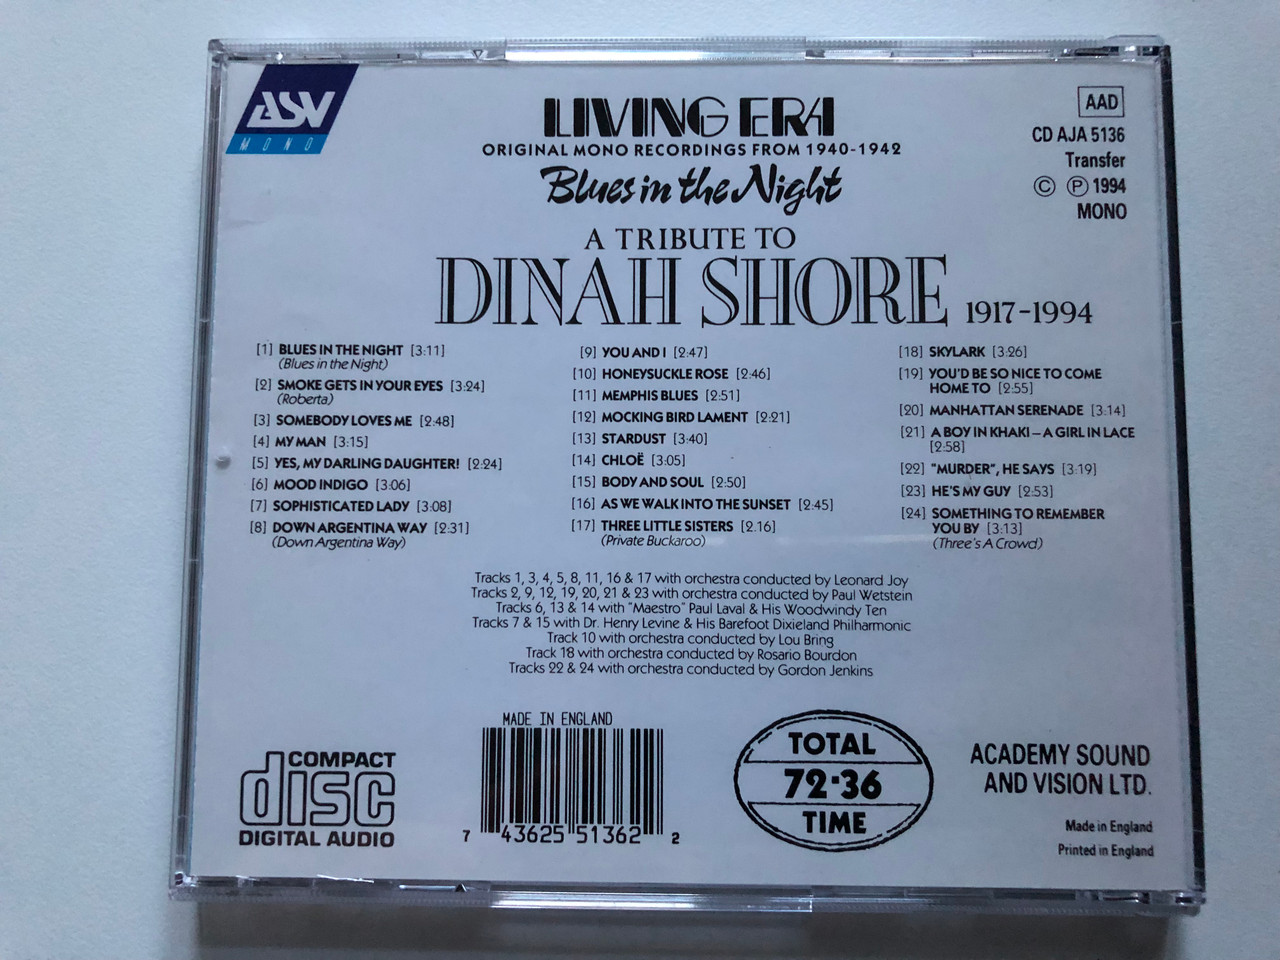 ASV
MONO
LIVING ERA
ORIGINAL MONO RECORDINGS FROM 1940-1942
Blues in the Night
A TRIBUTE TO
DINAH SHORE 1917-1994
AAD
CD AJA 5136
Transfer
© ℗ 1994
MONO
[1] BLUES IN THE NIGHT [3:11]
(Blues in the Night)
[2] SMOKE GETS IN YOUR EYES [3:24]
(Roberta)
[3] SOMEBODY LOVES ME [2:48]
[4] MY MAN [3:15]
[5] YES, MY DARLING DAUGHTER! [2:24]
[6] MOOD INDIGO [3:06]
[7] SOPHISTICATED LADY [3:08]
[8] DOWN ARGENTINA WAY [2:31]
(Down Argentina Way)
[9] YOU AND I [2:47]
[10] HONEYSUCKLE ROSE [2:46]
[11] MEMPHIS BLUES [2:51]
[12] MOCKING BIRD LAMENT [2:21]
[13] STARDUST [3:40]
[14] CHLOË [3:05]
[15] BODY AND SOUL [2:50]
[16] AS WE WALK INTO THE SUNSET [2:45]
[17] THREE LITTLE SISTERS [2.16]
(Private Buckaroo)
[18] SKYLARK [3:26]
[19] YOU'D BE SO NICE TO COME
HOME TO [2:55]
[20] MANHATTAN SERENADE [3:14]
[21] A BOY IN KHAKI – A GIRL IN LACE
[2:58]
[22] "MURDER", HE SAYS [3:19]
[23] HE'S MY GUY [2:53]
[24] SOMETHING TO REMEMBER
YOU BY [3:13]
(Three's A Crowd)
Tracks 1, 3, 4, 5, 8, 11, 16 & 17 with orchestra conducted by Leonard Joy
Tracks 2, 9, 12, 19, 20, 21 & 23 with orchestra conducted by Paul Wetstein
Tracks 6, 13 & 14 with "Maestro" Paul Laval & His Woodwindy Ten
Tracks 7 & 15 with Dr. Henry Levine & His Barefoot Dixieland Philharmonic
Track 10 with orchestra conducted by Lou Bring
Track 18 with orchestra conducted by Rosario Bourdon
Tracks 22 & 24 with orchestra conducted by Gordon Jenkins
COMPACT
disc
DIGITAL AUDIO
MADE IN ENGLAND
7 43625 51362 2
TOTAL
72·36
TIME
ACADEMY SOUND
AND VISION LTD.
Made in England
Printed in England